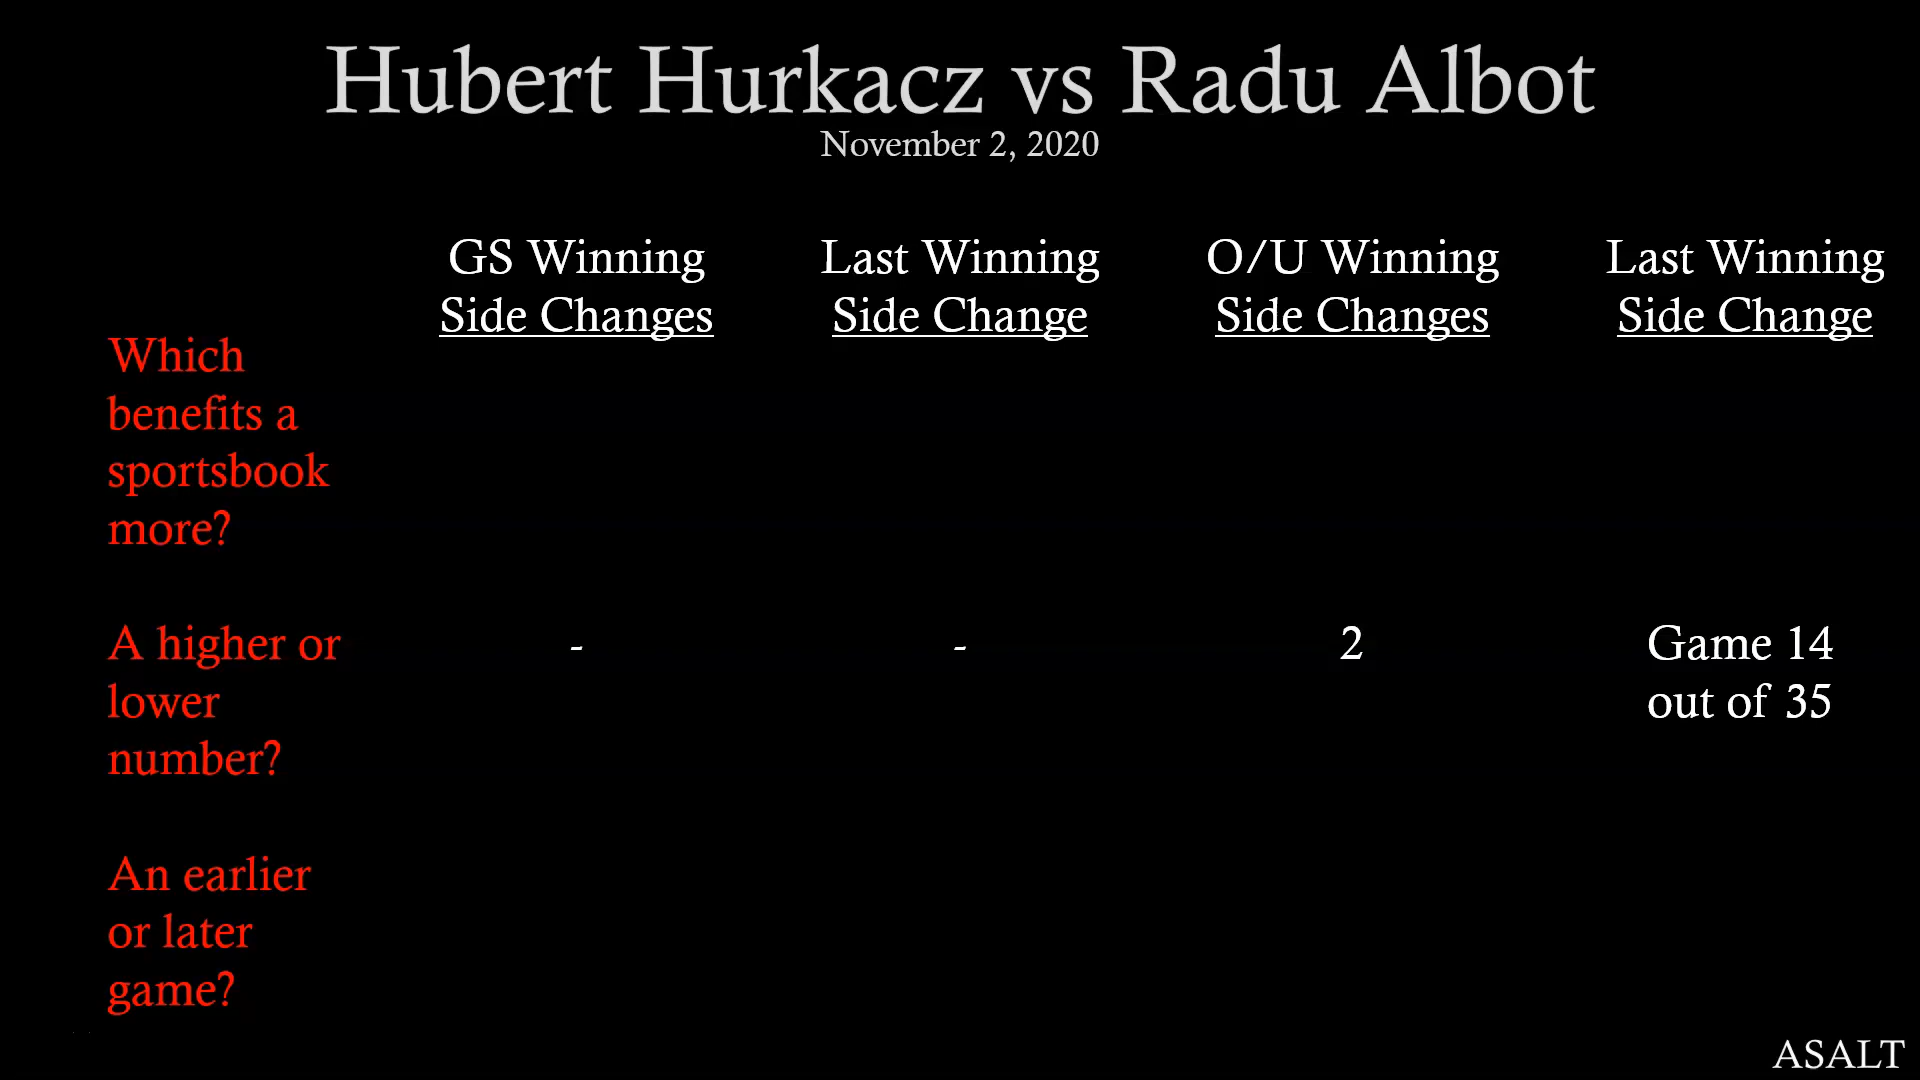 Hubert Hurkacz vs Radu Albot
November 2, 2020
GS Winning
Side Changes
Last Winning
Side Change
O/U Winning
Side Changes
Last Winning
Side Change
Which
benefits a
sportsbook
more?
A higher or
lower
number?
-
-
2
Game 14
out of 35
An earlier
or later
game?
ASALT